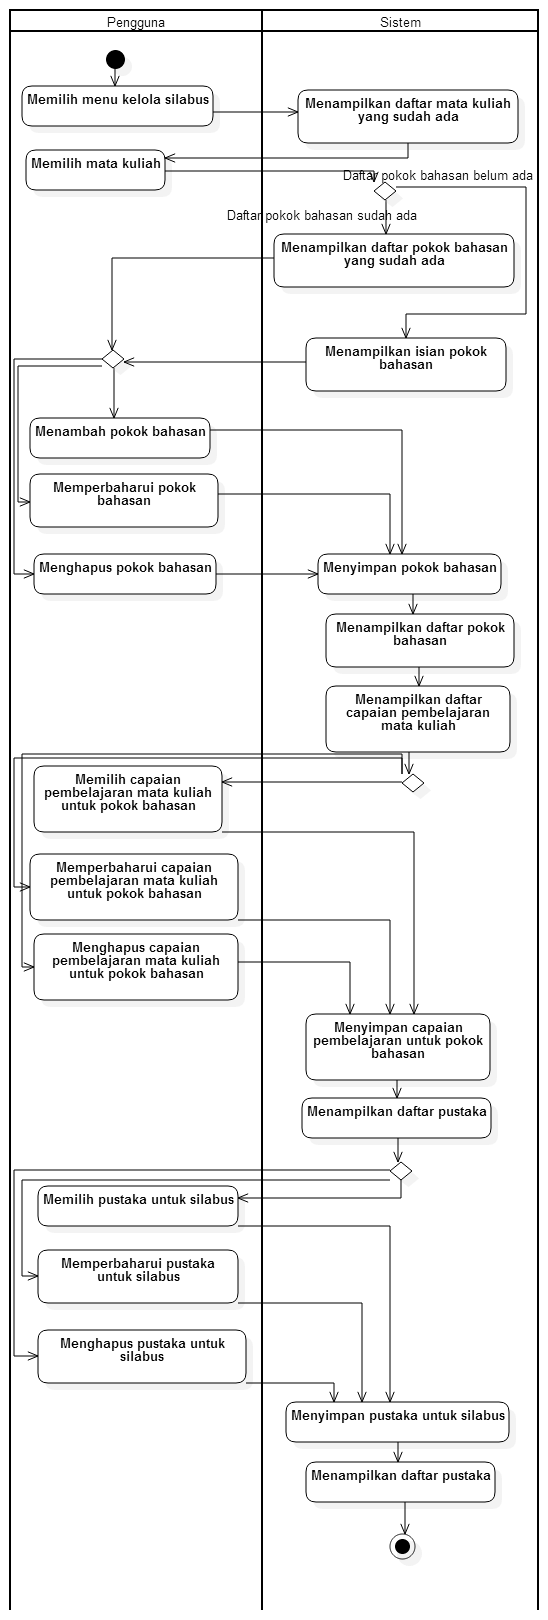 Pengguna
Sistem
Memilih menu kelola silabus
Menampilkan daftar mata kuliah
yang sudah ada
Memilih mata kuliah
Daftar pokok bahasan belum ada
Daftar pokok bahasan sudah ada
Menampilkan daftar pokok bahasan
yang sudah ada
Menampilkan isian pokok
bahasan
Menambah pokok bahasan
Memperbaharui pokok
bahasan
Menghapus pokok bahasan
Menyimpan pokok bahasan
Menampilkan daftar pokok
bahasan
Menampilkan daftar
capaian pembelajaran
mata kuliah
Memilih capaian
pembelajaran mata kuliah
untuk pokok bahasan
Memperbaharui capaian
pembelajaran mata kuliah
untuk pokok bahasan
Menghapus capaian
pembelajaran mata kuliah
untuk pokok bahasan
Menyimpan capaian
pembelajaran untuk pokok
bahasan
Menampilkan daftar pustaka
Memilih pustaka untuk silabus
Memperbaharui pustaka
untuk silabus
Menghapus pustaka untuk
silabus
Menyimpan pustaka untuk silabus
Menampilkan daftar pustaka